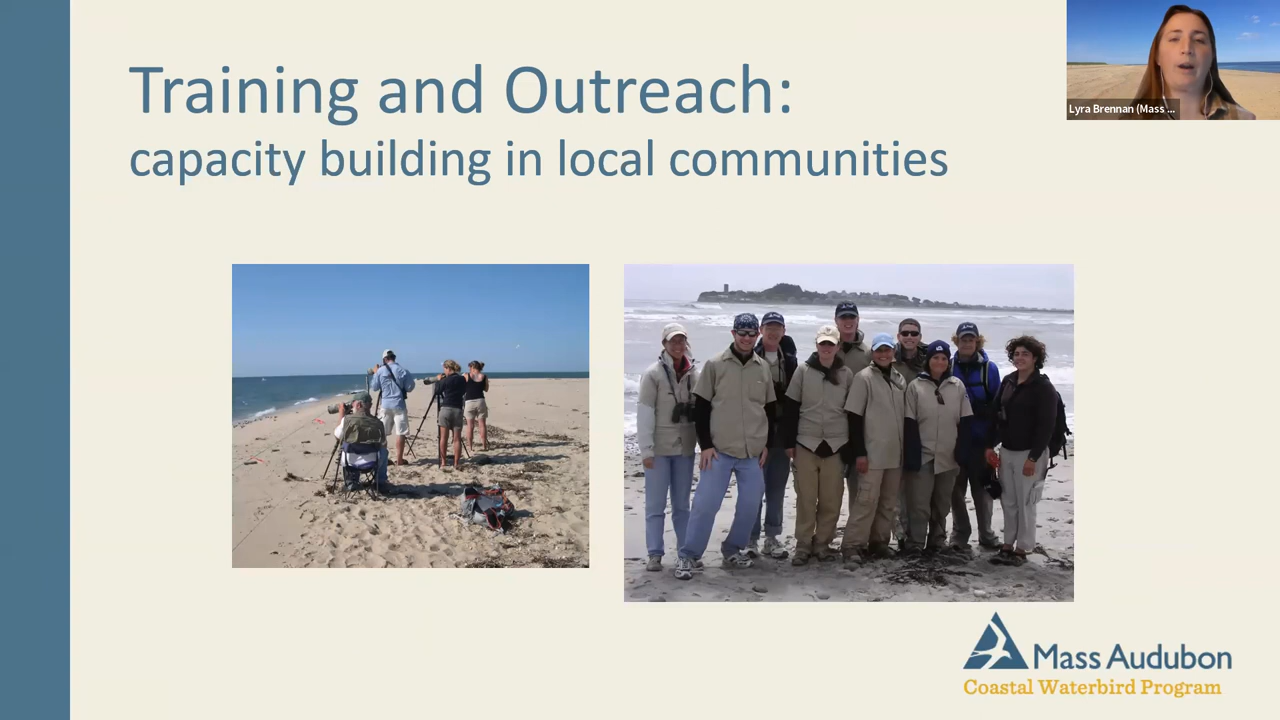 Training and Outreach:
capacity building in local communities
Lyra Brennan (Mass ...
Mass Audubon
Coastal Waterbird Program